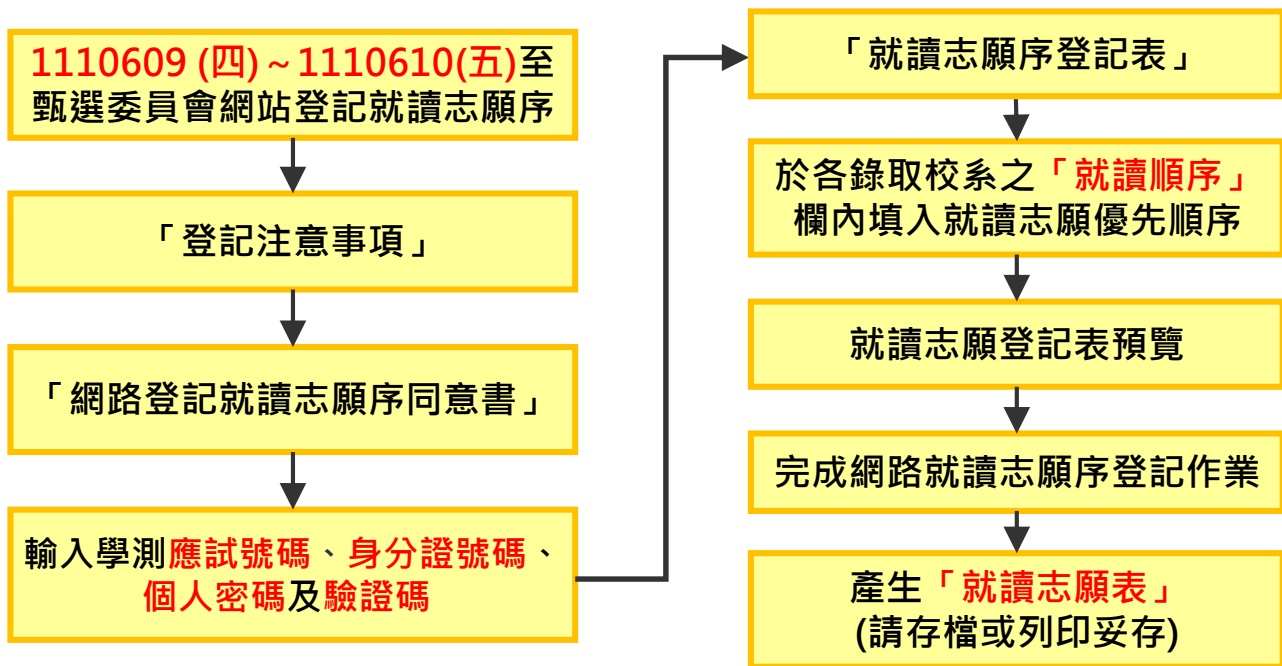 1110609 (四)～1110610(五)至
甄選委員會網站登記就讀志願序
「登記注意事項」
「網路登記就讀志願序同意書」
輸入學測應試號碼、身分證號碼、
個人密碼及驗證碼
「就讀志願序登記表」
於各錄取校系之「就讀順序」
欄內填入就讀志願優先順序
就讀志願登記表預覽
完成網路就讀志願序登記作業
產生「就讀志願表」
(請存檔或列印妥存)